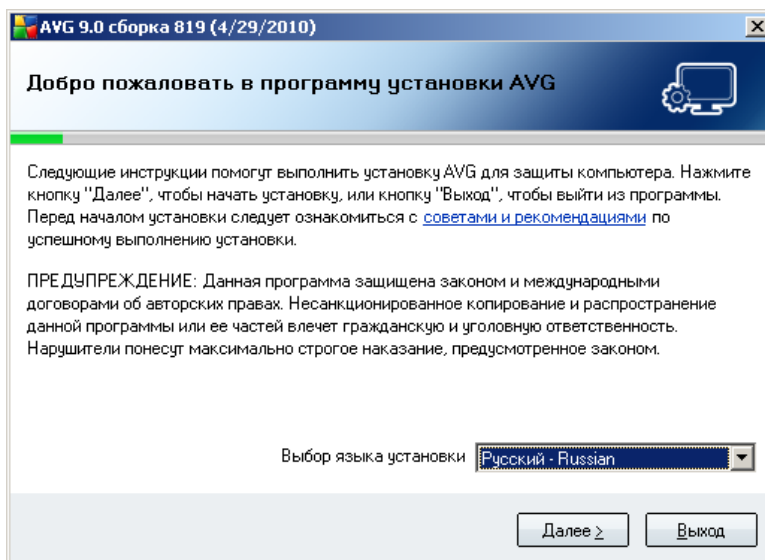 AVG 9.0 сборка 819 (4/29/2010)
Добро пожаловать в программу установки AVG
Следующие инструкции помогут выполнить установку AVG для защиты компьютера. Нажмите
кнопку "Далее", чтобы начать установку, или кнопку "Выход", чтобы выйти из программы.
Перед началом установки следует ознакомиться с советами и рекомендациями по
успешному выполнению установки.
ПРЕДУПРЕЖДЕНИЕ: Данная программа защищена законом и международными
договорами об авторских правах. Несанкционированное копирование и распространение
данной программы или ее частей влечет гражданскую и уголовную ответственность.
Нарушители понесут максимально строгое наказание, предусмотренное законом.
Выбор языка установки Русский - Russian
Далее > Выход